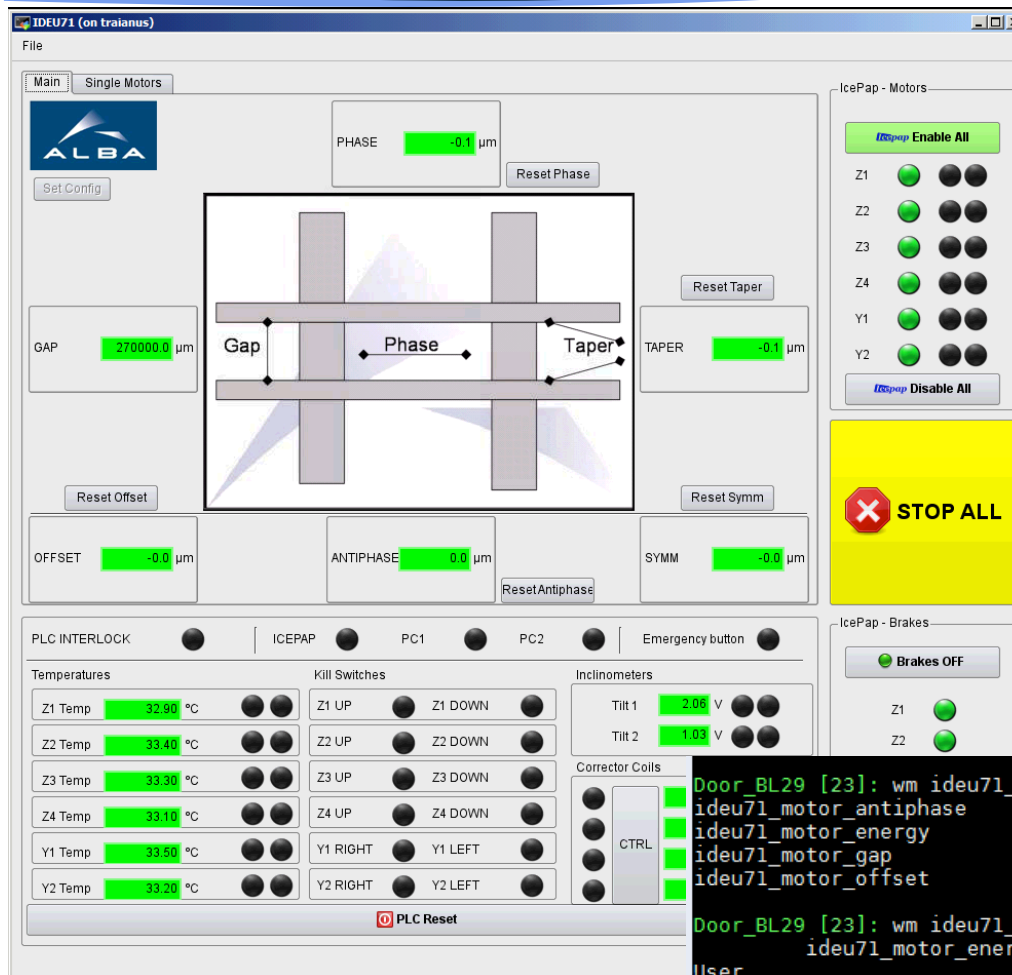 IDEU71 (on traianus)
File
Main Single Motors
ALBA
Set Config
PHASE -0.1 µm
Reset Phase
Reset Taper
GAP 270000.0 µm
Gap Phase Taper
TAPER -0.1 µm
Reset Offset
Reset Symm
OFFSET -0.0 µm
ANTIPHASE 0.0 µm
Reset Antiphase
SYMM -0.0 µm
IcePap - Motors
Icepap Enable All
Z1
Z2
Z3
Z4
Y1
Y2
Icepap Disable All
STOP ALL
PLC INTERLOCK ICEPAP PC1 PC2 Emergency button
Temperatures
Z1 Temp 32.90 ºC
Z2 Temp 33.40 ºC
Z3 Temp 33.30 ºC
Z4 Temp 33.10 ºC
Y1 Temp 33.50 ºC
Y2 Temp 33.20 ºC
Kill Switches
Z1 UP Z1 DOWN
Z2 UP Z2 DOWN
Z3 UP Z3 DOWN
Z4 UP Z4 DOWN
Y1 RIGHT Y1 LEFT
Y2 RIGHT Y2 LEFT
Inclinometers
Tilt 1 2.06 V
Tilt 2 1.03 V
Corrector Coils
CTRL
PLC Reset
IcePap - Brakes
Brakes OFF
Z1
Z2
Door_BL29 [23]: wm ideu71_
ideu71_motor_antiphase
ideu71_motor_energy
ideu71_motor_gap
ideu71_motor_offset
Door_BL29 [23]: wm ideu71_
ideu71_motor_ener
User